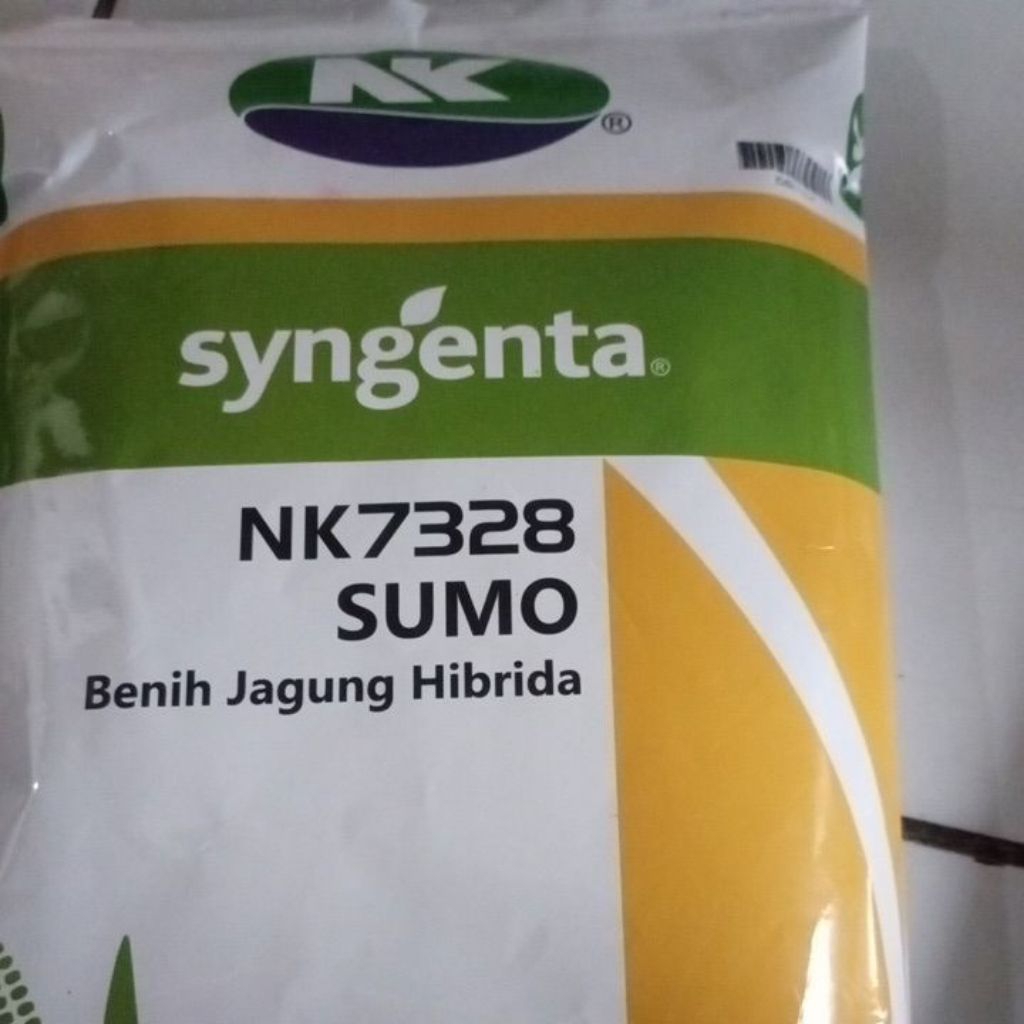 NK®
syngenta®
NK7328
SUMO
Benih Jagung Hibrida